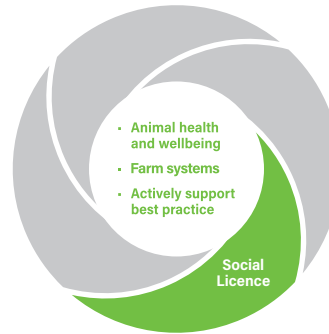 · Animal health
and wellbeing
· Farm systems
· Actively support
best practice
Social
Licence